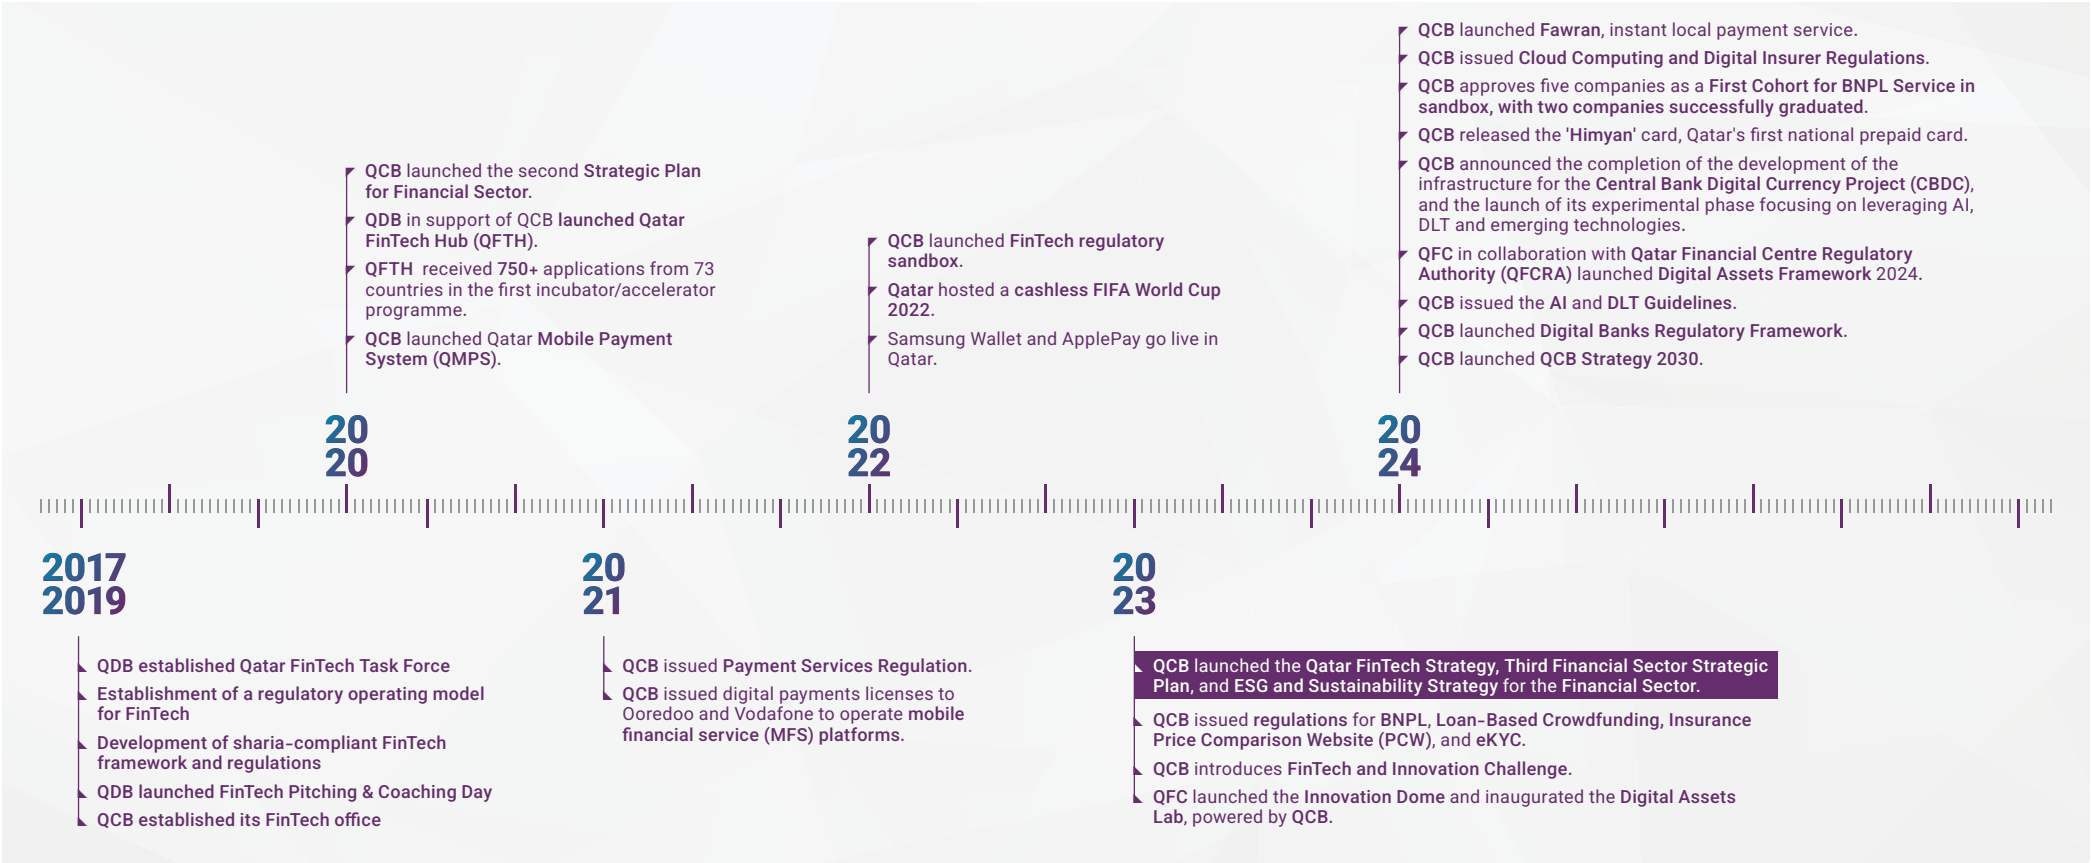 2017
2019
QDB established Qatar FinTech Task Force
Establishment of a regulatory operating model
for FinTech
Development of sharia-compliant FinTech
framework and regulations
QDB launched FinTech Pitching & Coaching Day
QCB established its FinTech office
QCB launched the second Strategic Plan
for Financial Sector.
QDB in support of QCB launched Qatar
FinTech Hub (QFTH).
QFTH received 750+ applications from 73
countries in the first incubator/accelerator
programme.
QCB launched Qatar Mobile Payment
System (QMPS).
20
20
20
21
QCB issued Payment Services Regulation.
QCB issued digital payments licenses to
Ooredoo and Vodafone to operate mobile
financial service (MFS) platforms.
QCB launched FinTech regulatory
sandbox.
Qatar hosted a cashless FIFA World Cup
2022.
Samsung Wallet and ApplePay go live in
Qatar.
20
22
20
23
QCB launched the Qatar FinTech Strategy, Third Financial Sector Strategic
Plan, and ESG and Sustainability Strategy for the Financial Sector.
QCB issued regulations for BNPL, Loan-Based Crowdfunding, Insurance
Price Comparison Website (PCW), and eKYC.
QCB introduces FinTech and Innovation Challenge.
QFC launched the Innovation Dome and inaugurated the Digital Assets
Lab, powered by QCB.
QCB launched Fawran, instant local payment service.
QCB issued Cloud Computing and Digital Insurer Regulations.
QCB approves five companies as a First Cohort for BNPL Service in
sandbox, with two companies successfully graduated.
QCB released the 'Himyan' card, Qatar's first national prepaid card.
QCB announced the completion of the development of the
infrastructure for the Central Bank Digital Currency Project (CBDC),
and the launch of its experimental phase focusing on leveraging AI,
DLT and emerging technologies.
QFC in collaboration with Qatar Financial Centre Regulatory
Authority (QFCRA) launched Digital Assets Framework 2024.
QCB issued the AI and DLT Guidelines.
QCB launched Digital Banks Regulatory Framework.
QCB launched QCB Strategy 2030.
20
24